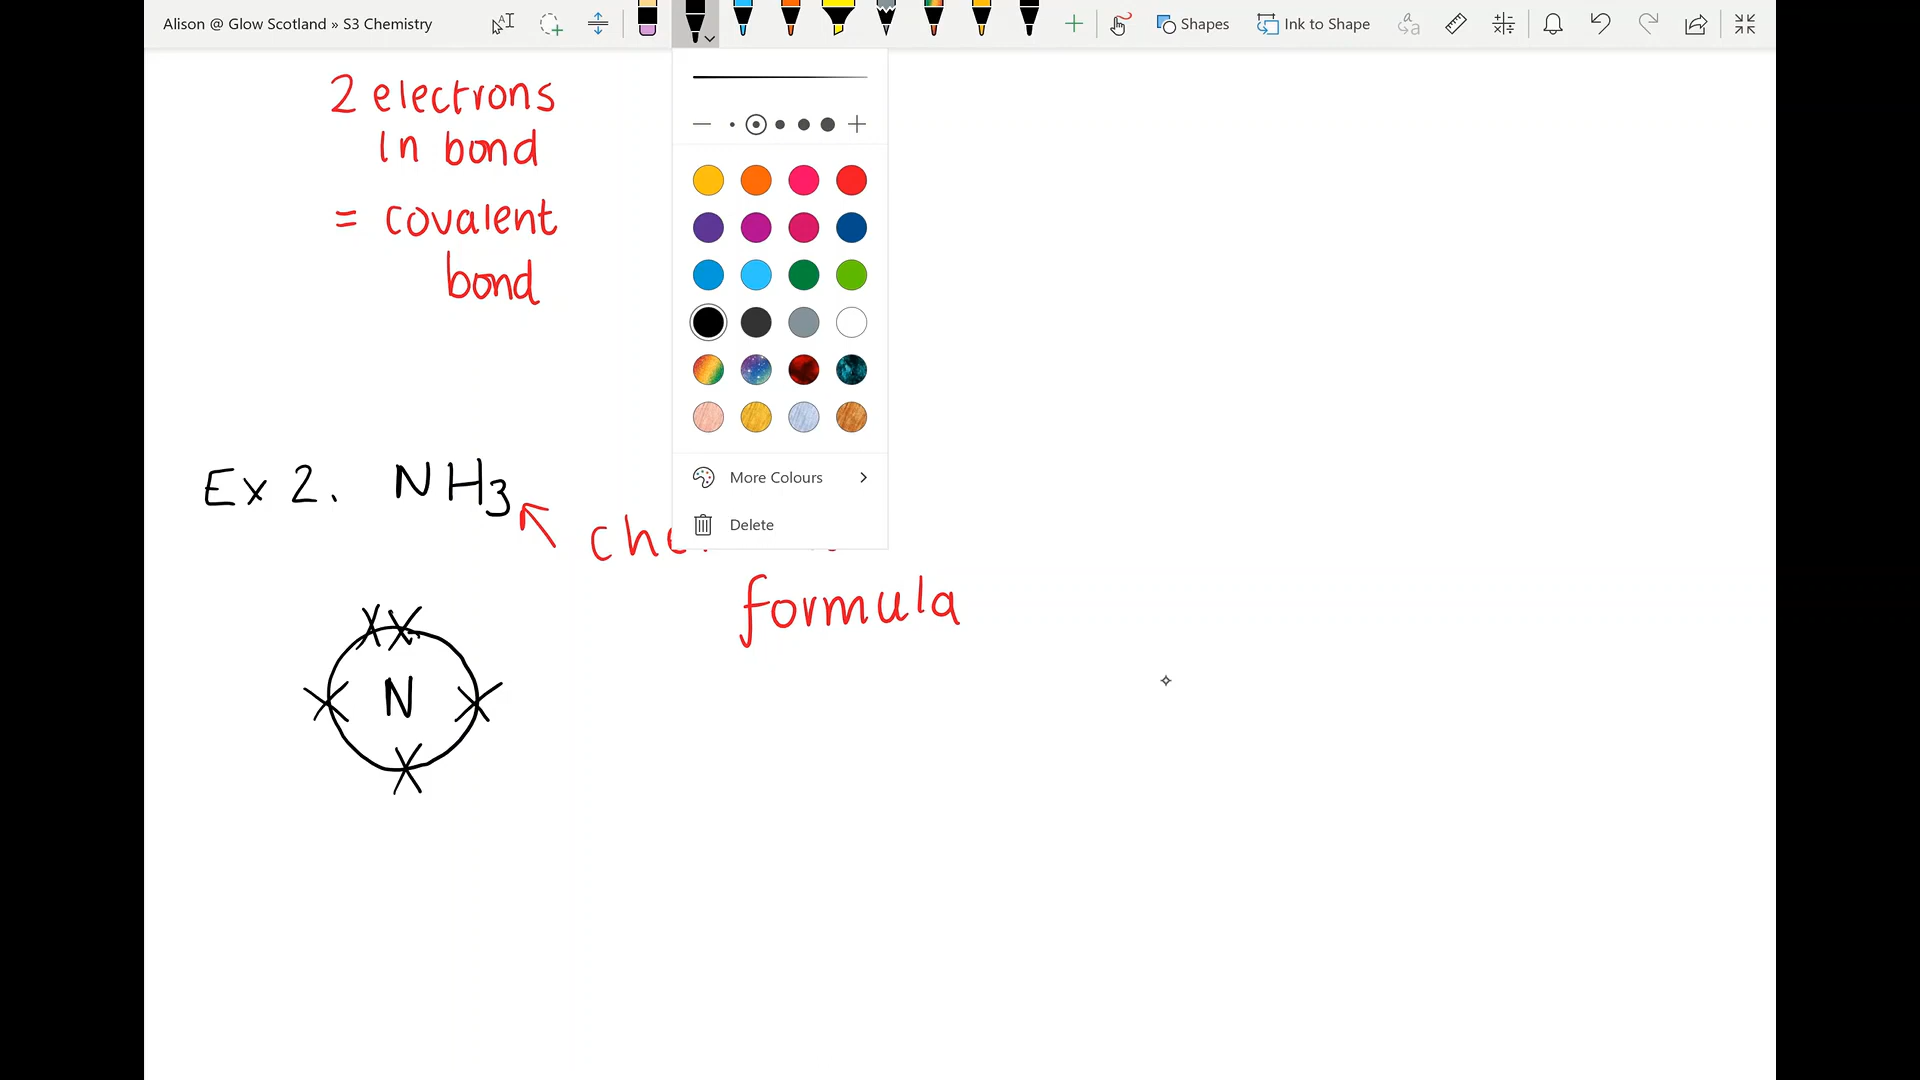 Alison @ Glow Scotland » S3 Chemistry
Shapes
Ink to Shape
2 electrons
in bond
= covalent
bond
More Colours
Delete
Ex 2. NH3
formula
N